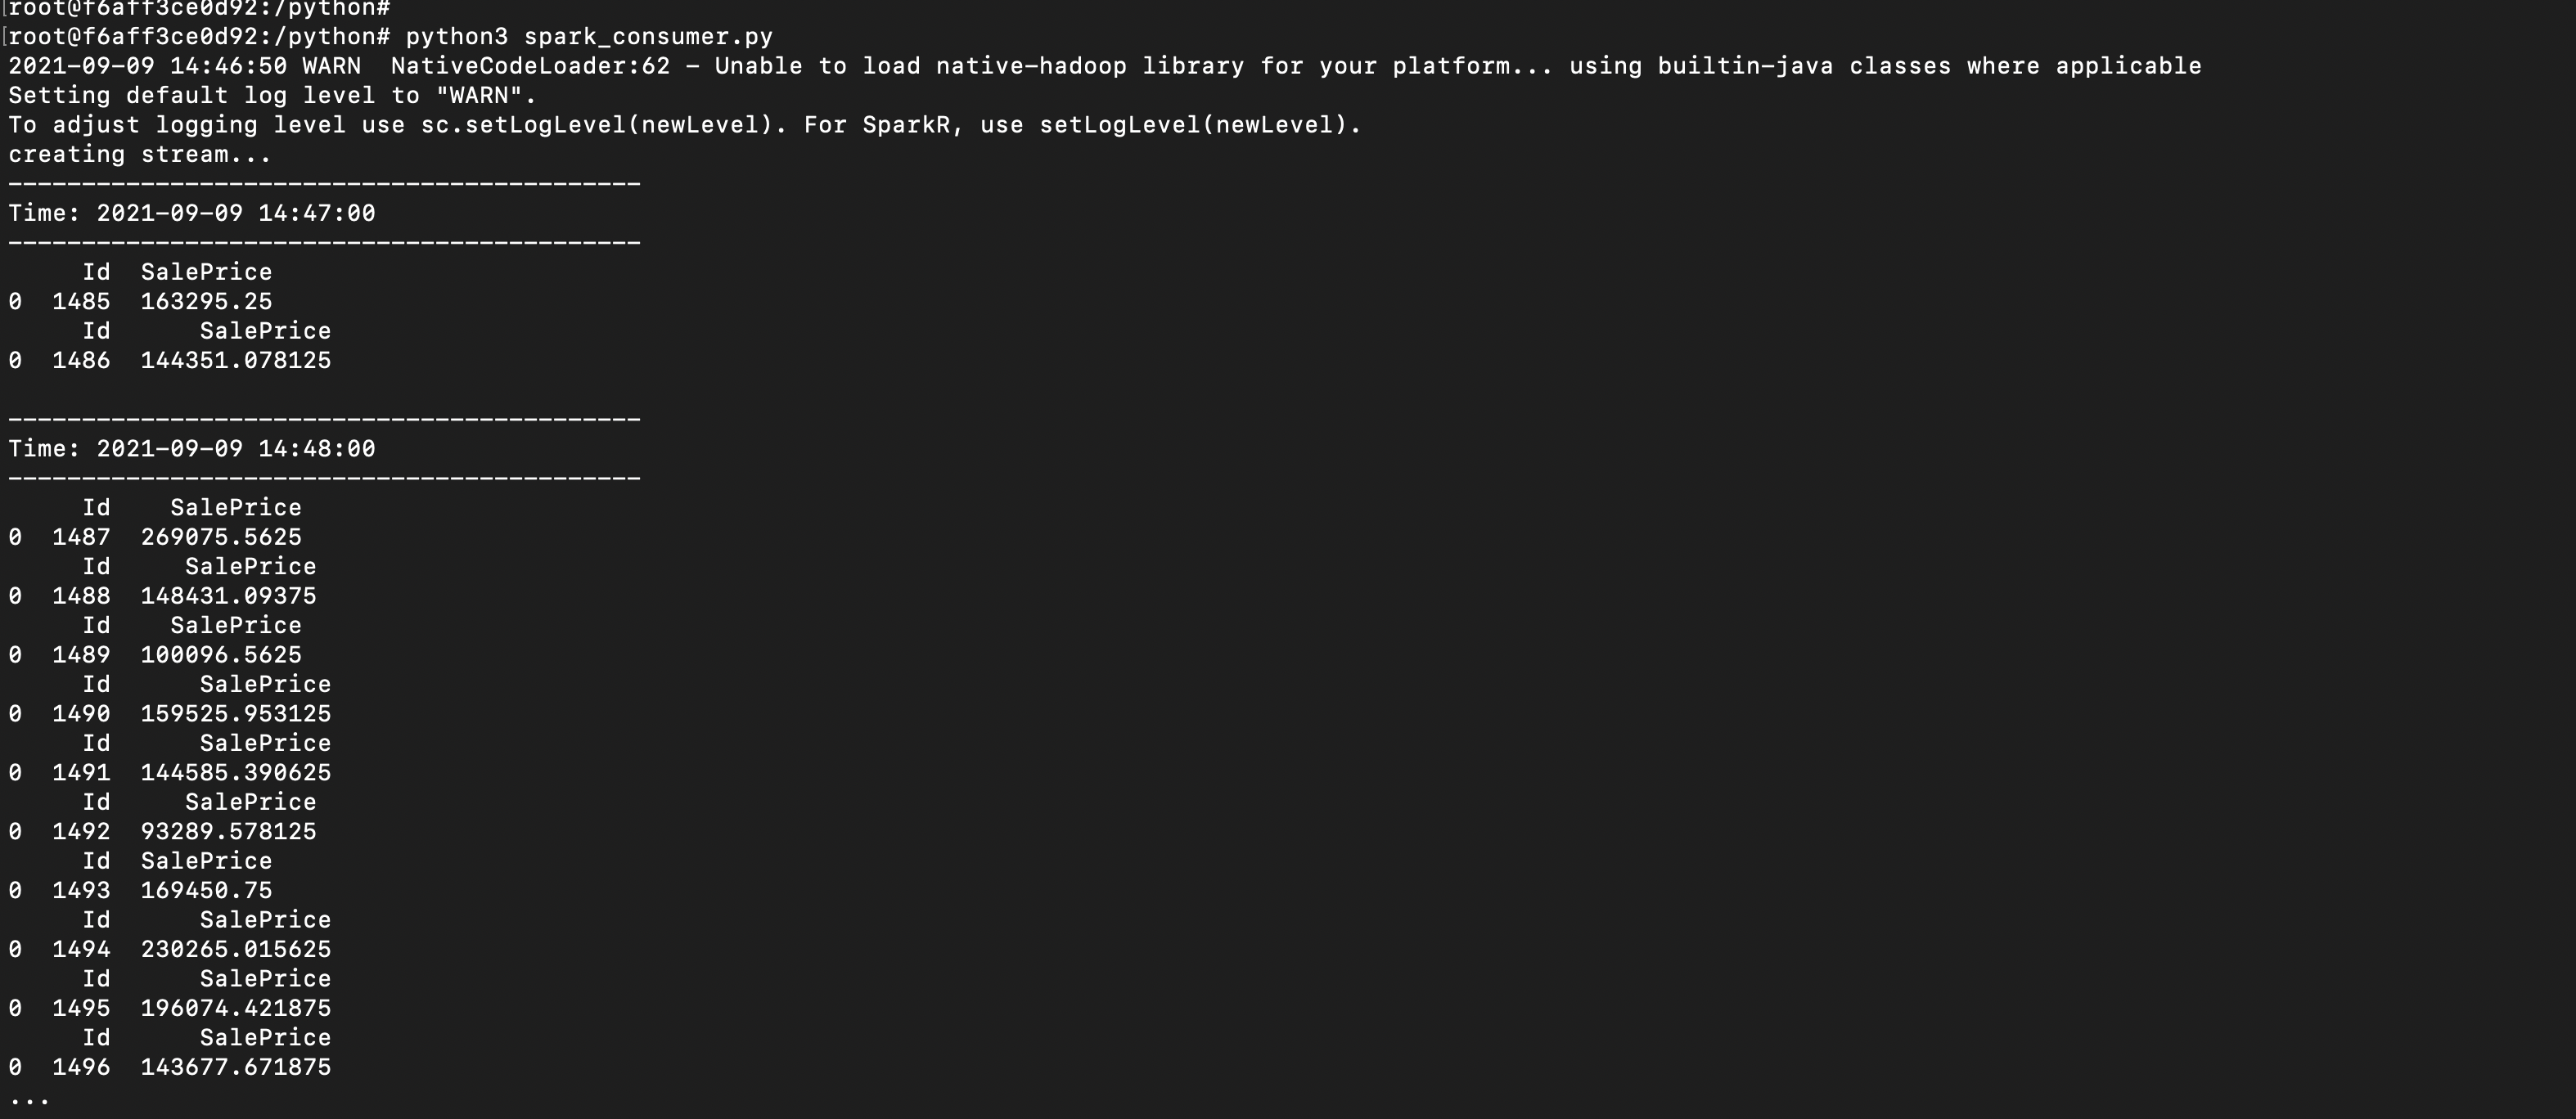 [root@f6aff3ce0d92:/python#
[root@f6aff3ce0d92:/python# python3 spark_consumer.py
2021-09-09 14:46:50 WARN  NativeCodeLoader:62 - Unable to load native-hadoop library for your platform... using builtin-java classes where applicable
Setting default log level to "WARN".
To adjust logging level use sc.setLogLevel(newLevel). For SparkR, use setLogLevel(newLevel).
creating stream...
-------------------------------------------
Time: 2021-09-09 14:47:00
-------------------------------------------
     Id  SalePrice
0  1485  163295.25
     Id      SalePrice
0  1486  144351.078125

-------------------------------------------
Time: 2021-09-09 14:48:00
-------------------------------------------
     Id    SalePrice
0  1487  269075.5625
     Id     SalePrice
0  1488  148431.09375
     Id    SalePrice
0  1489  100096.5625
     Id      SalePrice
0  1490  159525.953125
     Id      SalePrice
0  1491  144585.390625
     Id     SalePrice
0  1492  93289.578125
     Id  SalePrice
0  1493  169450.75
     Id      SalePrice
0  1494  230265.015625
     Id      SalePrice
0  1495  196074.421875
     Id      SalePrice
0  1496  143677.671875
...